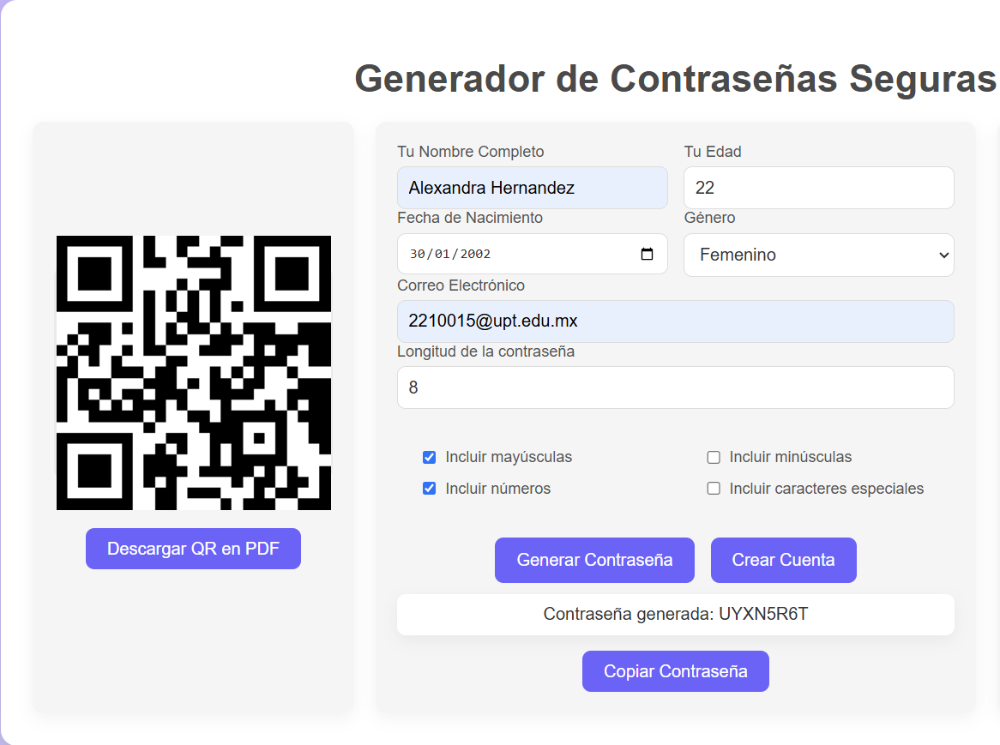 Generador de Contraseñas Seguras
Descargar QR en PDF
Tu Nombre Completo
Tu Edad
Alexandra Hernandez
22
Fecha de Nacimiento
Género
30/01/2002
Femenino
Correo Electrónico
2210015@upt.edu.mx
Longitud de la contraseña
8
Incluir mayúsculas
Incluir minúsculas
Incluir números
Incluir caracteres especiales
Generar Contraseña
Crear Cuenta
Contraseña generada: UYXN5R6T
Copiar Contraseña